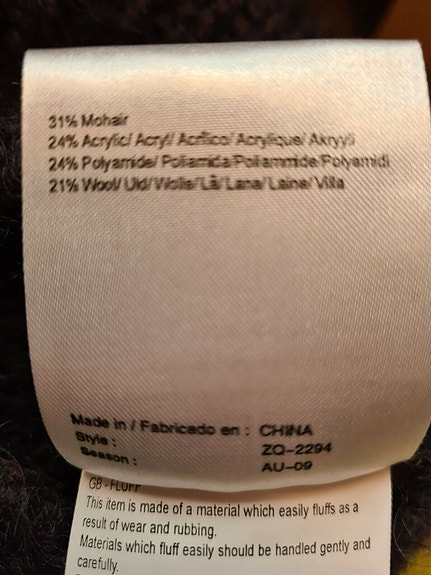 31% Mohair
24% Acrylic/ Acryl/ Acrílico/ Acrylique/ Akryyli
24% Polyamide/ Poliamida/Poliammide/Polyamid/
21% Wool/ Uld/ Wolle/ Lã/ Lana/ Laine/ Villa
Made in / Fabricado en : CHINA
Style : ZQ-2294
Season : AU-09
GB - FLUFF
This item is made of a material which easily fluffs as a
result of wear and rubbing.
Materials which fluff easily should be handled gently and
carefully.